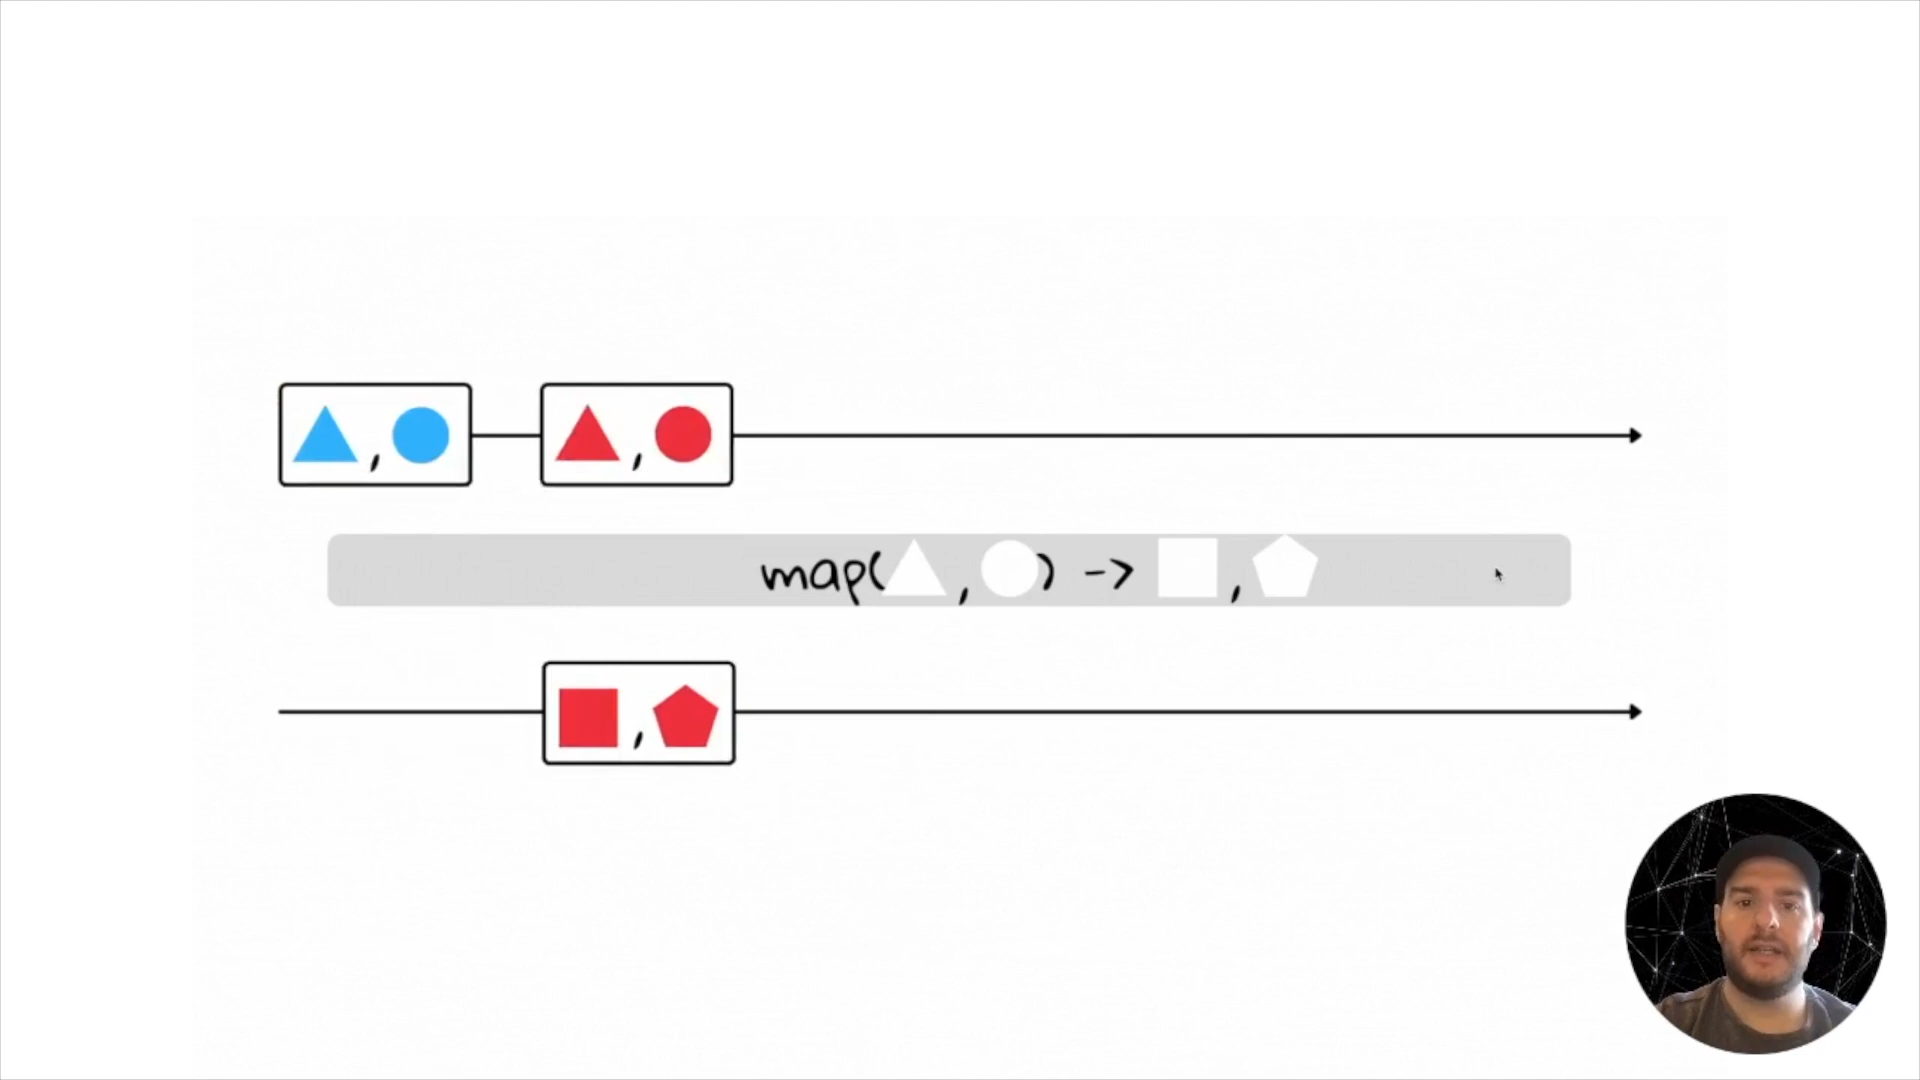 ,
,
map( , ) -> ,
,